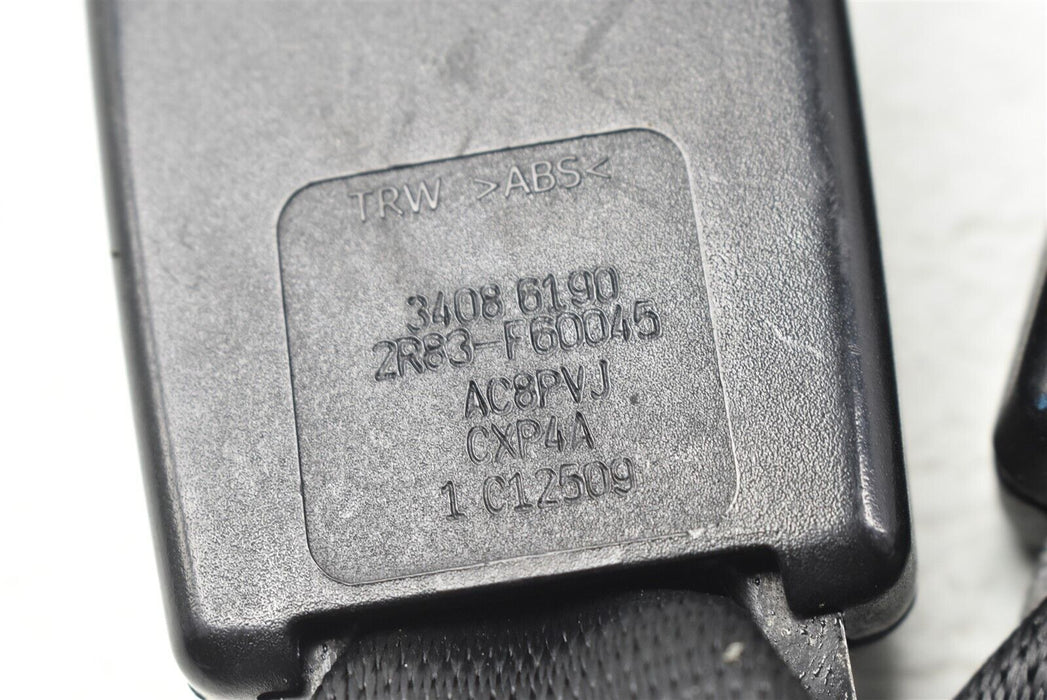 TRW >ABS<
3408 6190
2R83-F60045
AC8PVJ
CXP4A
1 C12509